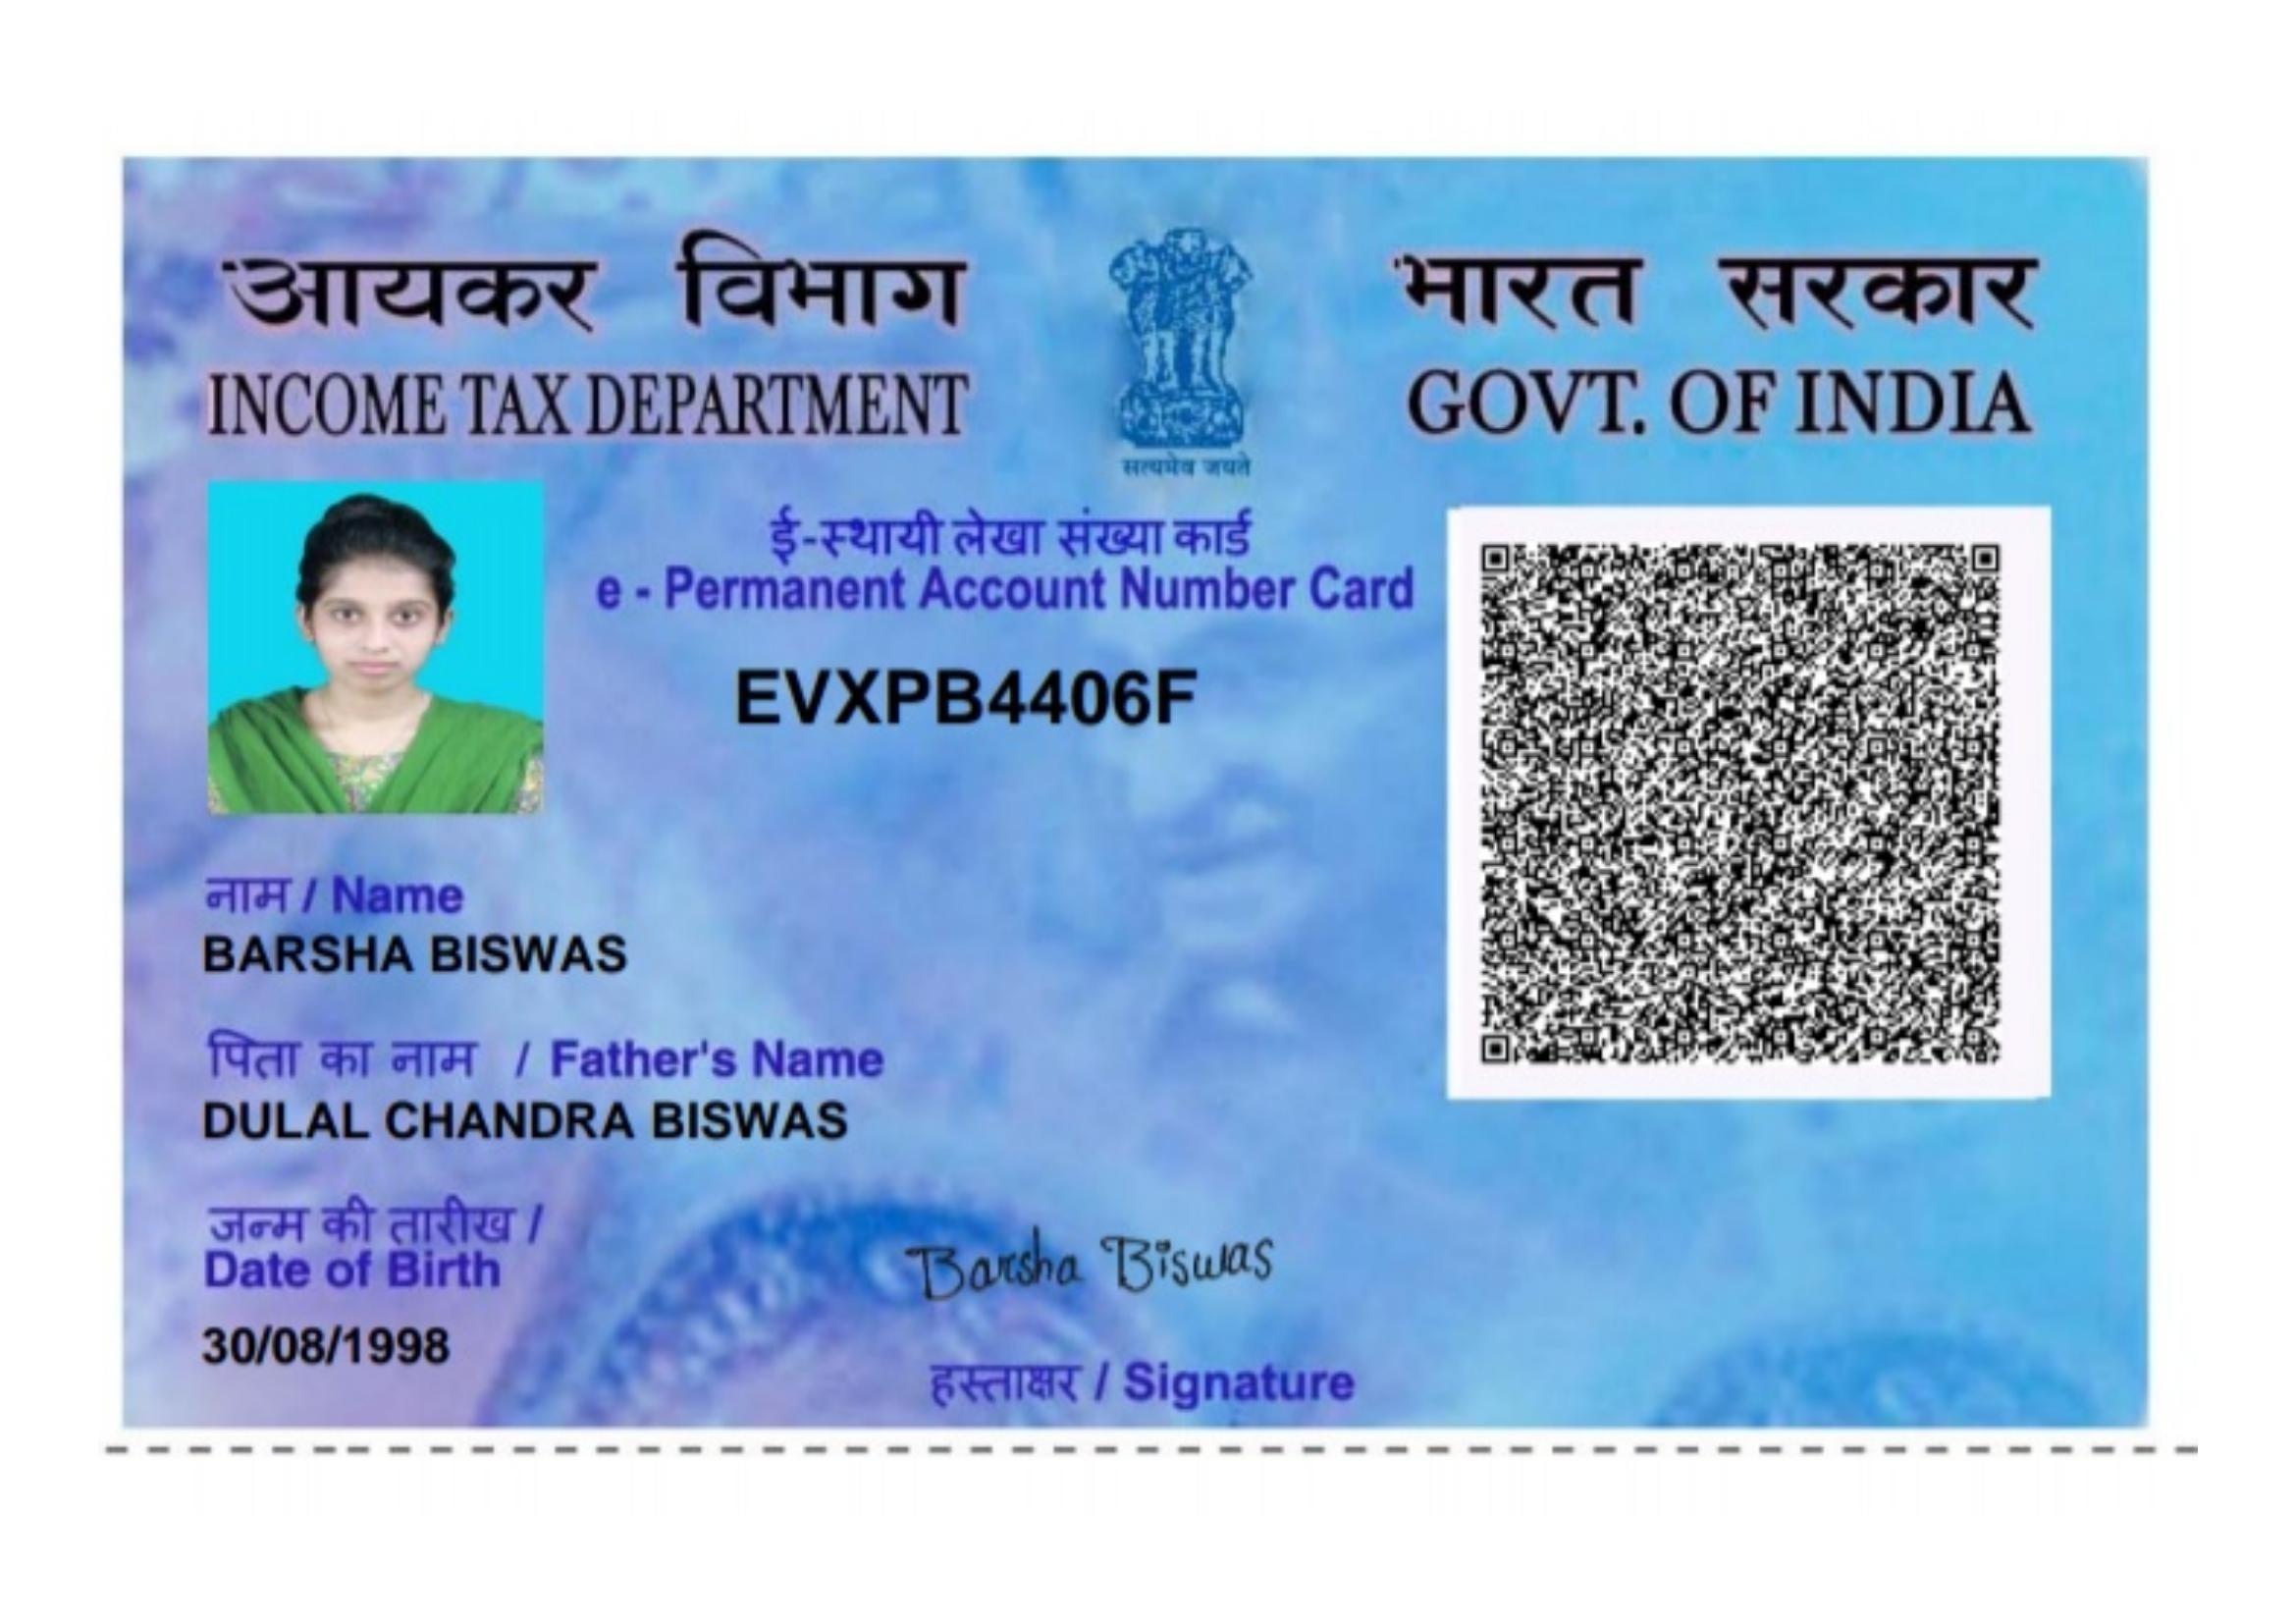 आयकर विभाग
INCOME TAX DEPARTMENT
सत्यमेव जयते
भारत सरकार
GOVT. OF INDIA
ई-स्थायी लेखा संख्या कार्ड
e - Permanent Account Number Card
EVXPB4406F
नाम / Name
BARSHA BISWAS
पिता का नाम / Father's Name
DULAL CHANDRA BISWAS
जन्म की तारीख /
Date of Birth
30/08/1998
Barsha Biswas
हस्ताक्षर / Signature